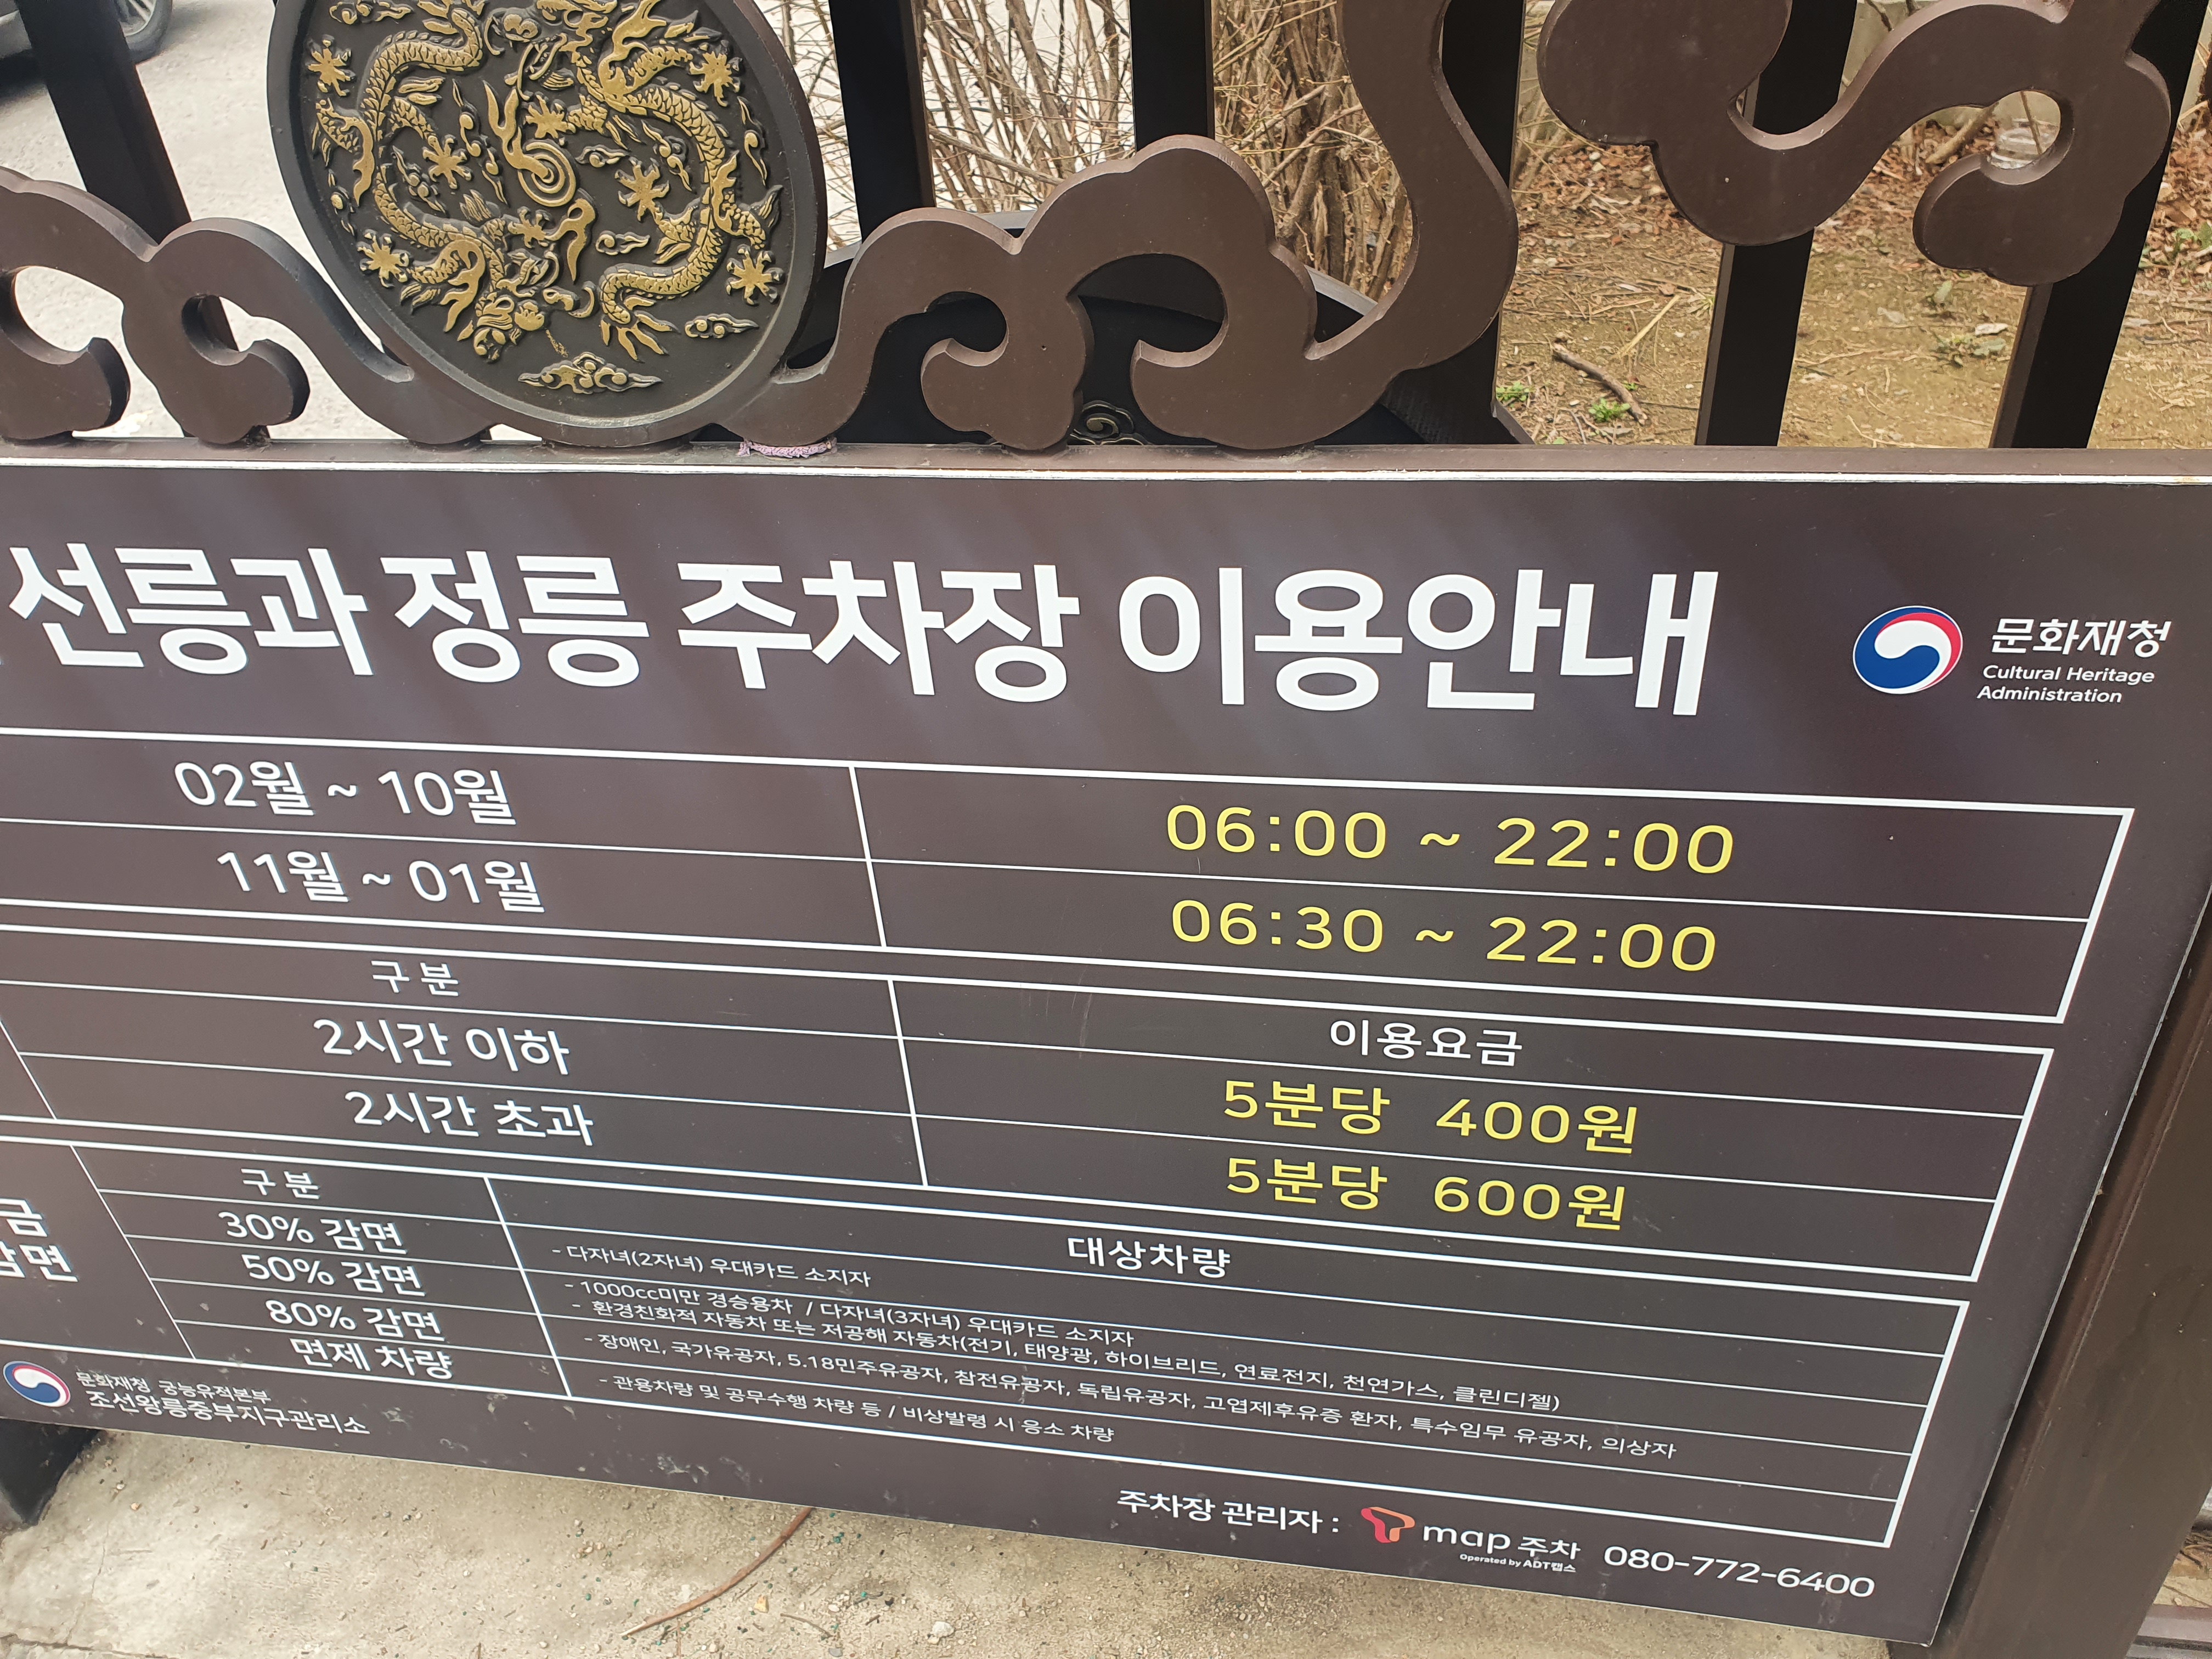 선릉과 정릉 주차장 이용안내
문화재청
Cultural Heritage
Administration
02월 ~ 10월 06:00 ~ 22:00
11월 ~ 01월 06:30 ~ 22:00
구 분 이용요금
2시간 이하 5분당 400원
2시간 초과 5분당 600원
구 분 대상차량
30% 감면 - 다자녀(2자녀) 우대카드 소지자
50% 감면 - 1000cc미만 경승용차 / 다자녀(3자녀) 우대카드 소지자
- 환경친화적 자동차 또는 저공해 자동차(전기, 태양광, 하이브리드, 연료전지, 천연가스, 클린디젤)
80% 감면 - 장애인, 국가유공자, 5.18민주유공자, 참전유공자, 독립유공자, 고엽제후유증 환자, 특수임무 유공자, 의상자
면제 차량 - 관용차량 및 공무수행 차량 등 / 비상발령 시 응소 차량
금
감면
문화재청 궁능유적본부
조선왕릉중부지구관리소
주차장 관리자 : T map 주차 080-772-6400
Operated by ADT캡스